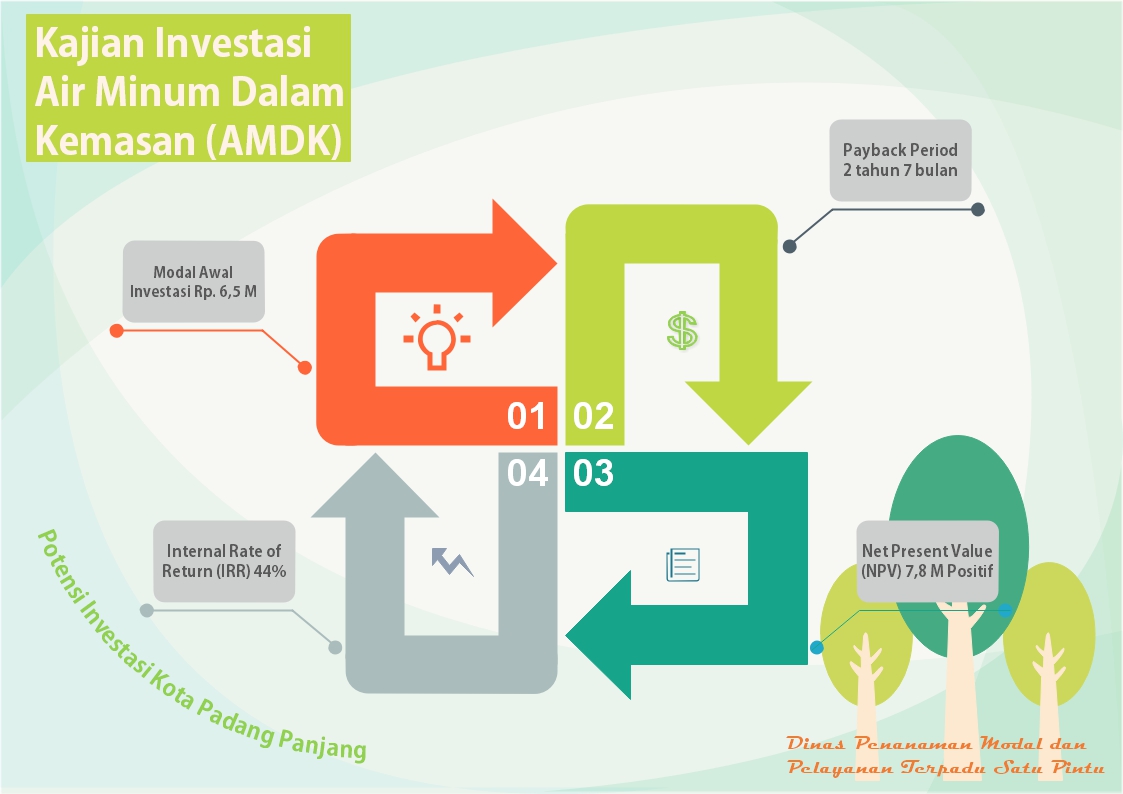 Kajian Investasi
Air Minum Dalam
Kemasan (AMDK)
Payback Period
2 tahun 7 bulan
Modal Awal
Investasi Rp. 6,5 M
$
01
02
04
03
Internal Rate of
Return (IRR) 44%
Net Present Value
(NPV) 7,8 M Positif
Potensi Investasi Kota Padang Panjang
Dinas Penanaman Modal dan
Pelayanan Terpadu Satu Pintu